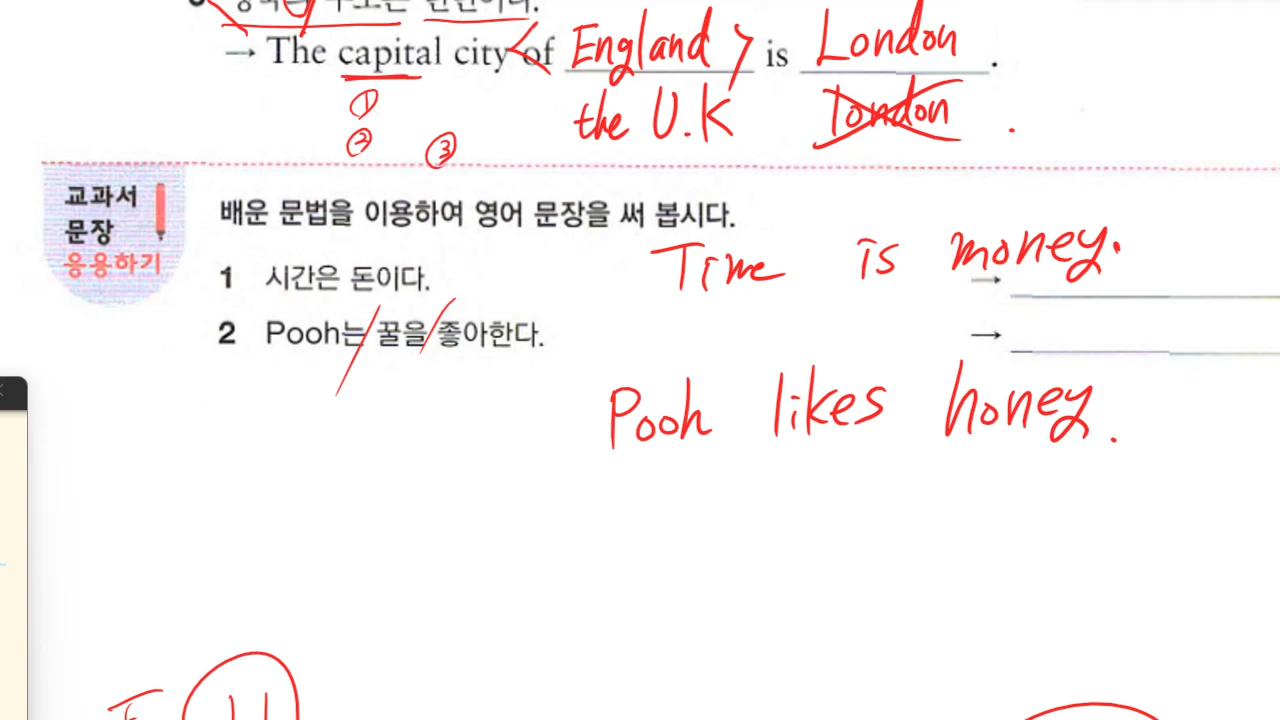 → The capital city < of England > is London.
the U.K london .
① 
② ③
교과서
문장
응용하기
배운 문법을 이용하여 영어 문장을 써 봅시다.
1 시간은 돈이다. → Time is money.
2 Pooh는 / 꿀을 / 좋아한다. →
Pooh likes honey.